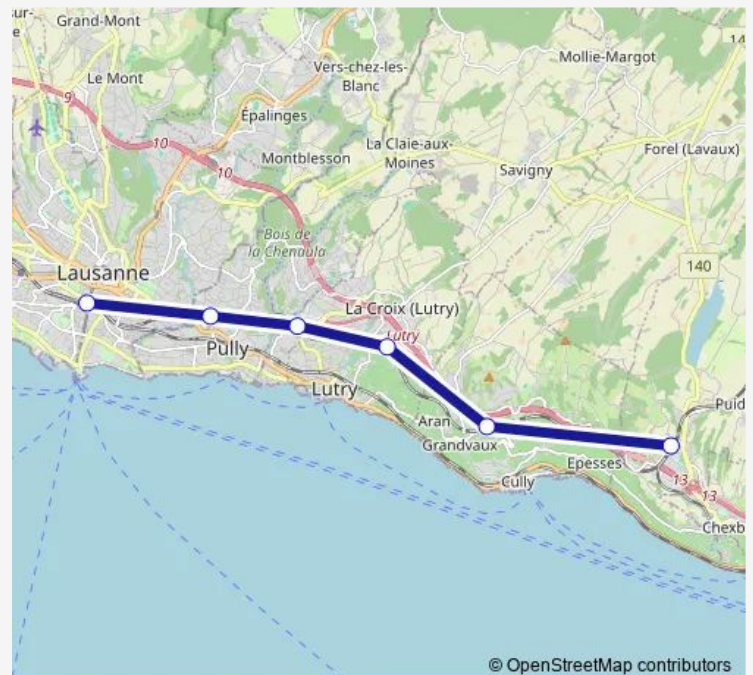 sur-
e
Grand-Mont
14
Le Mont
Vers-chez-les-
Blanc
Mollie-Margot
9
Épalinges
10
10
Montblesson
La Claie-aux-
Moines
Savigny
Forel (Lavaux)
Bois de
la Chenaula
140
Lausanne
La Croix (Lutry)
Lutry
Pully
Lutry
Puid
Aran
Grandvaux
Epesses
Cully
13
13
Chexb
© OpenStreetMap contributors